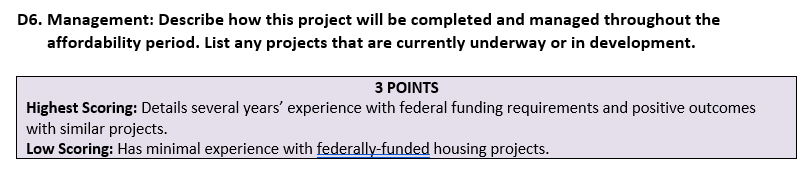 D6. Management: Describe how this project will be completed and managed throughout the
affordability period. List any projects that are currently underway or in development.
3 POINTS
Highest Scoring: Details several years' experience with federal funding requirements and positive outcomes
with similar projects.
Low Scoring: Has minimal experience with federally-funded housing projects.